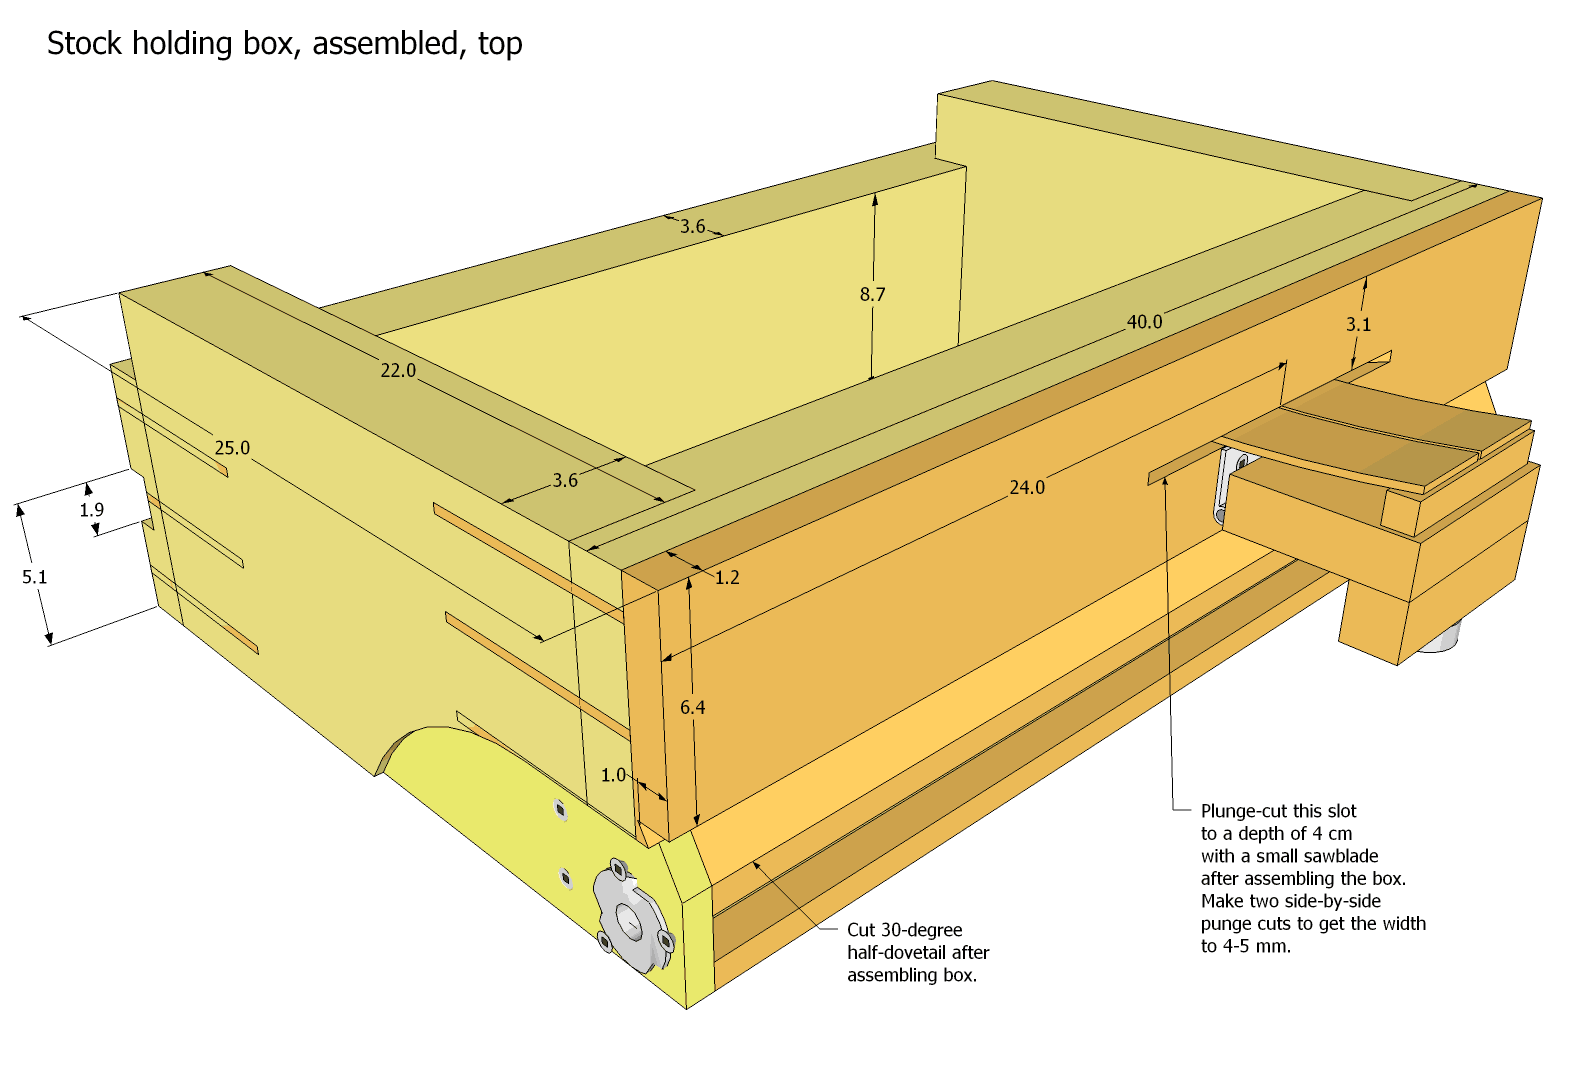 Stock holding box, assembled, top
3.6
8.7
40.0
3.1
22.0
25.0
3.6
24.0
1.9
5.1
1.2
6.4
1.0
Plunge-cut this slot
to a depth of 4 cm
with a small sawblade
after assembling the box.
Make two side-by-side
punge cuts to get the width
to 4-5 mm.
Cut 30-degree
half-dovetail after
assembling box.